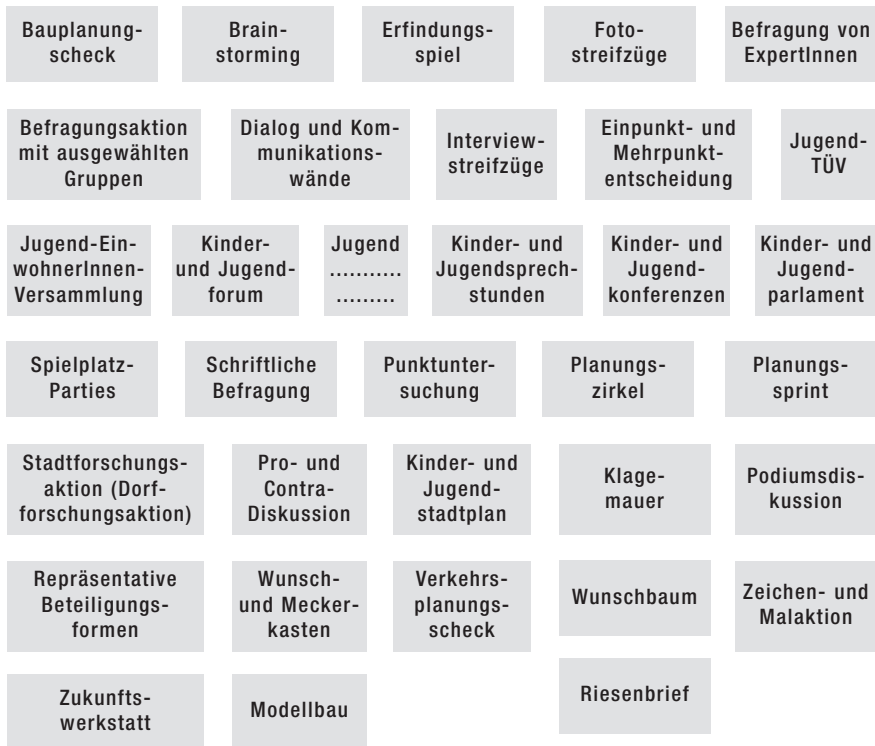 Bauplanung-
scheck
Brain-
storming
Erfindungs-
spiel
Foto-
streifzüge
Befragung von
ExpertInnen
Befragungsaktion
mit ausgewählten
Gruppen
Dialog und Kom-
munikations-
wände
Interview-
streifzüge
Einpunkt- und
Mehrpunkt-
entscheidung
Jugend-
TÜV
Jugend-Ein-
wohnerInnen-
Versammlung
Kinder-
und Jugend-
forum
Jugend
...........
.........
Kinder- und
Jugendsprech-
stunden
Kinder- und
Jugend-
konferenzen
Kinder- und
Jugend-
parlament
Spielplatz-
Parties
Schriftliche
Befragung
Punktunter-
suchung
Planungs-
zirkel
Planungs-
sprint
Stadtforschungs-
aktion (Dorf-
forschungsaktion)
Pro- und
Contra-
Diskussion
Kinder- und
Jugend-
stadtplan
Klage-
mauer
Podiumsdis-
kussion
Repräsentative
Beteiligungs-
formen
Wunsch-
und Mecker-
kasten
Verkehrs-
planungs-
scheck
Wunschbaum
Zeichen- und
Malaktion
Zukunfts-
werkstatt
Modellbau
Riesenbrief